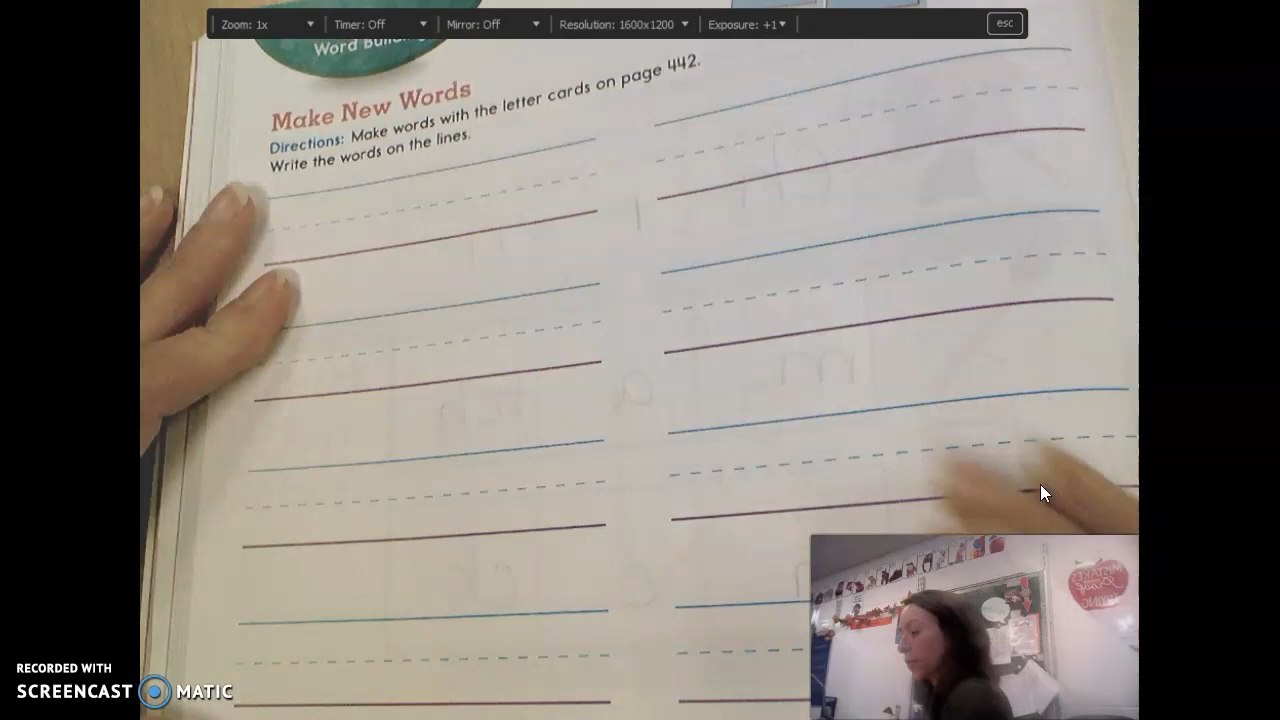 Zoom: 1x Timer: Off Mirror: Off Resolution: 1600x1200 Exposure: +1 esc
Make New Words
Directions: Make words with the letter cards on page 442.
Write the words on the lines.
RECORDED WITH
SCREENCAST MATIC